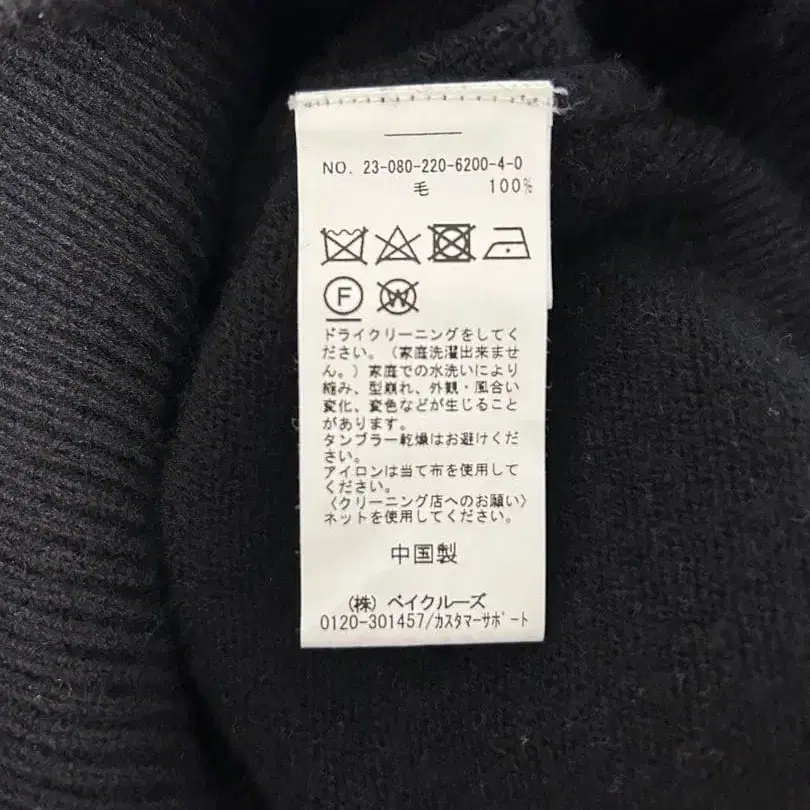 NO. 23-080-220-6200-4-0
毛 100%
F W
ドライクリーニングをしてく
ださい。（家庭洗濯出来ませ
ん。）家庭での水洗いにより
縮み、型崩れ、外観・風合い
変化、変色などが生じること
があります。
タンブラー乾燥はお避けくだ
さい。
アイロンは当て布を使用して
ください。
〈クリーニング店へのお願い〉
ネットを使用してください。
中国製
（株）ベイクルーズ
0120-301457/ｶｽﾀﾏｰｻﾎﾟｰﾄ